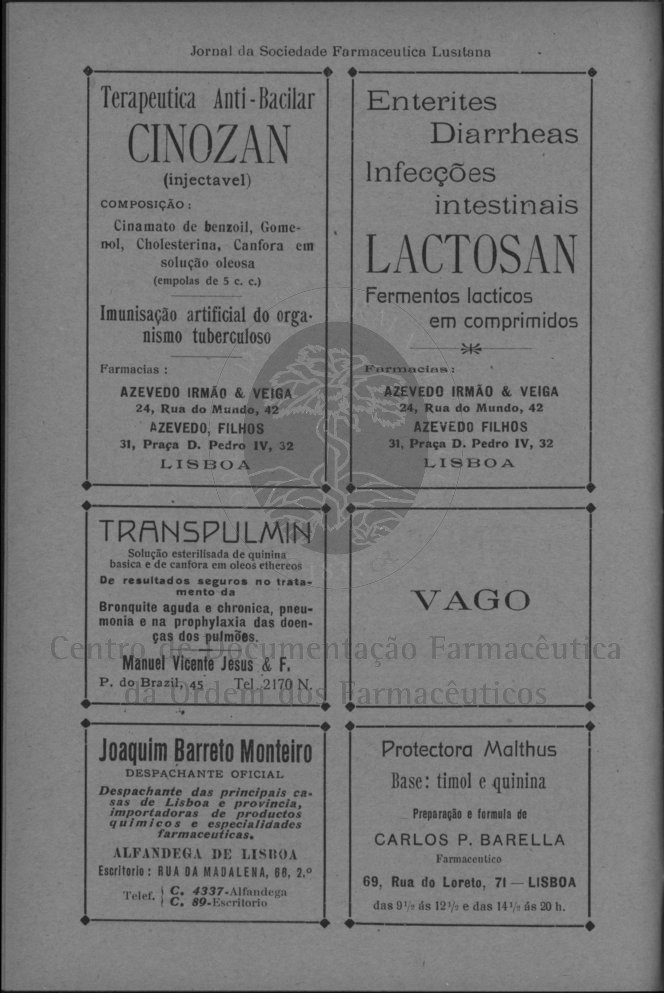 Jornal da Sociedade Farmaceutica Lusitana
Terapeutica Anti-Bacilar
CINOZAN
(injectavel)
COMPOSIÇÃO:
Cinamato de benzoil, Gome-
nol, Cholesterina, Canfora em
solução oleosa
(empolas de 5 c. c.)
Imunisação artificial do orga-
nismo tuberculoso
Farmacias:
AZEVEDO IRMÃO & VEIGA
24, Rua do Mundo, 42
AZEVEDO, FILHOS
31, Praça D. Pedro IV, 32
LISBOA
Enterites
Diarrheas
Infecções
intestinais
LACTOSAN
Fermentos lacticos
em comprimidos
Farmacias:
AZEVEDO IRMÃO & VEIGA
24, Rua do Mundo, 42
AZEVEDO FILHOS
31, Praça D. Pedro IV, 32
LISBOA
TRANSPULMIN
Solução esterilisada de quinina
basica e de canfora em oleos ethereos
De resultados seguros no trata-
mento da
Bronquite aguda e chronica, pneu-
monia e na prophylaxia das doen-
ças dos pulmões.
Manuel Vicente Jesus & F.
P. do Brazil, 45 Tel 2170 N.
VAGO
Centro de Documentação Farmacêutica
da Ordem dos Farmacêuticos
Joaquim Barreto Monteiro
DESPACHANTE OFICIAL
Despachante das principais ca-
sas de Lisboa e provincia,
importadoras de productos
quimicos e especialidades
farmaceuticas.
ALFANDEGA DE LISBOA
Escritorio: RUA DA MADALENA, 66, 2.º
Telef. { C. 4337-Alfandega
C. 89-Escritorio
Protectora Malthus
Base: timol e quinina
Preparação e formula de
CARLOS P. BARELLA
Farmaceutico
69, Rua do Loreto, 71 — LISBOA
das 9 1/2 ás 12 1/2 e das 14 1/2 ás 20 h.